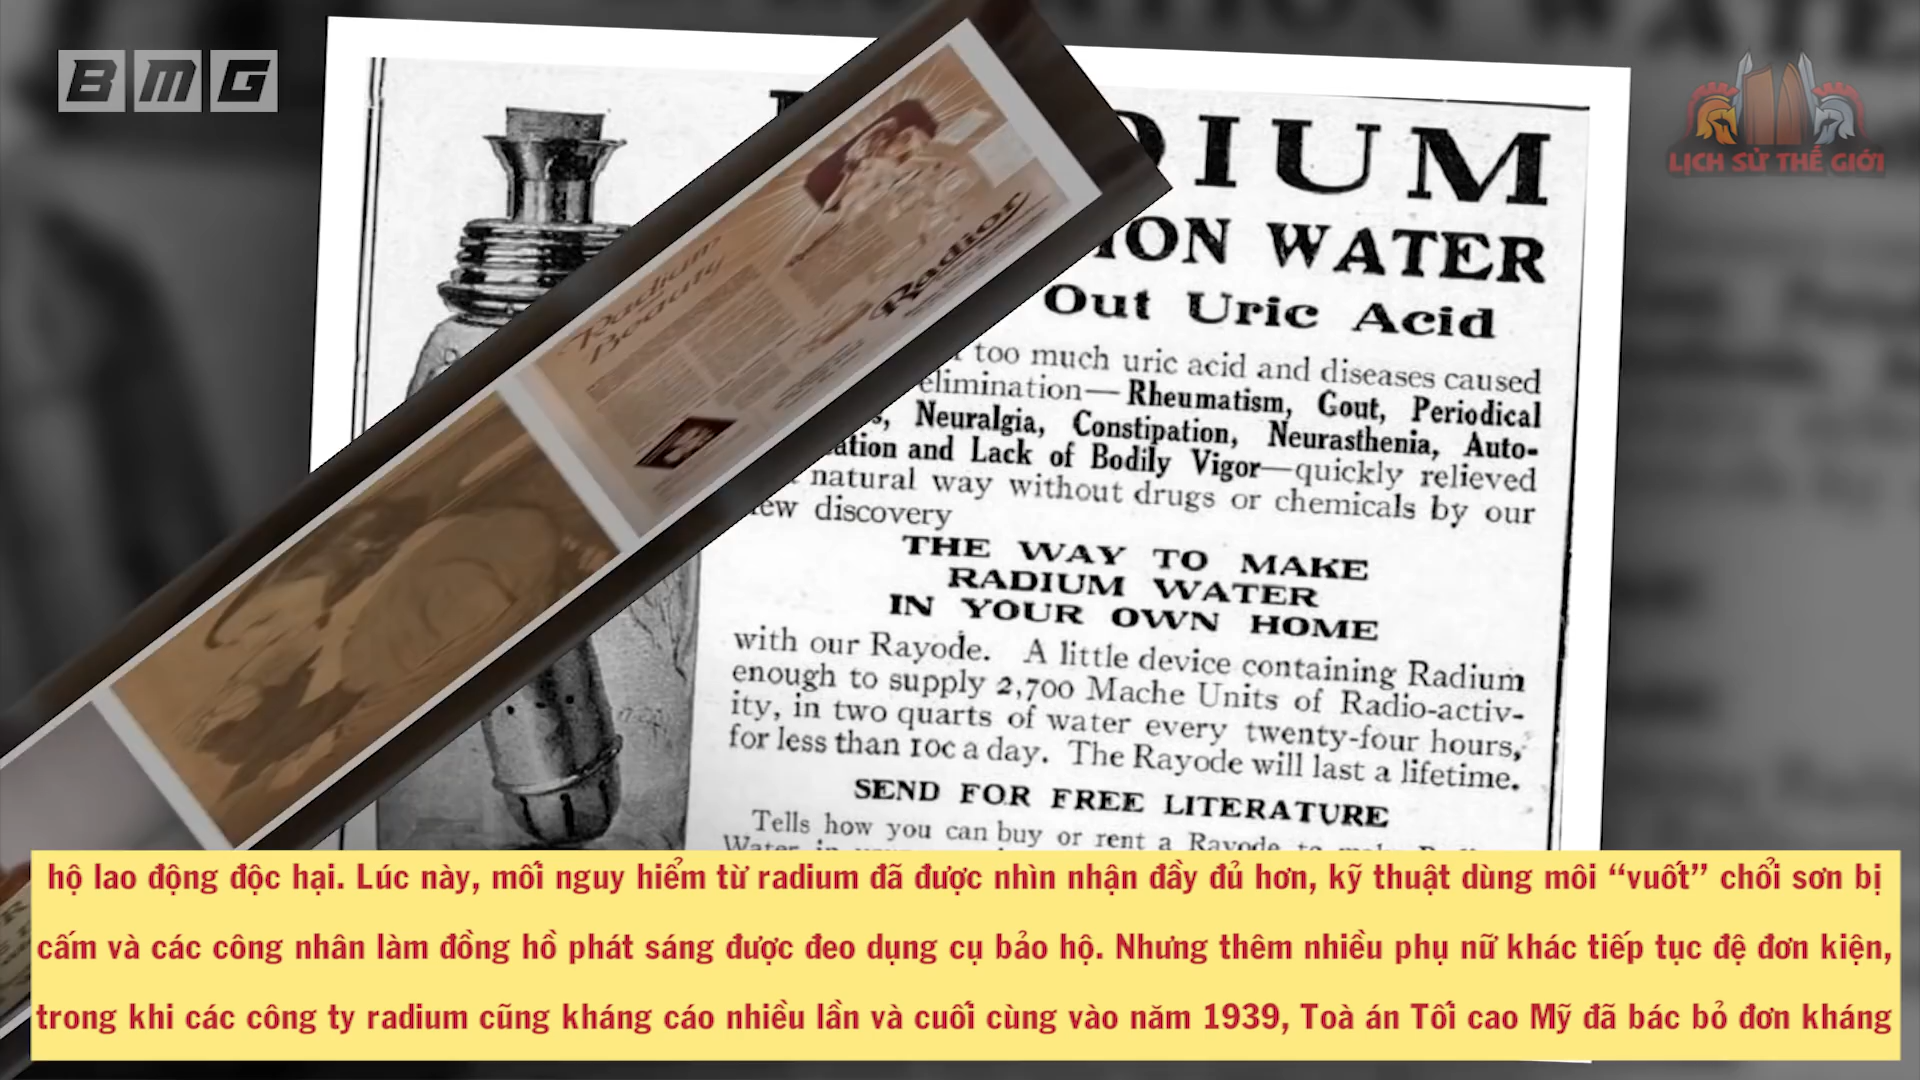 BMG
LỊCH SỬ THẾ GIỚI
DIUM
ION WATER
Out Uric Acid
too much uric acid and diseases caused
elimination—Rheumatism, Gout, Periodical
Neuralgia, Constipation, Neurasthenia, Auto-
and Lack of Bodily Vigor—quickly relieved
natural way without drugs or chemicals by our
new discovery
THE WAY TO MAKE
RADIUM WATER
IN YOUR OWN HOME
with our Rayode. A little device containing Radium
enough to supply 2,700 Mache Units of Radio-activ-
ity, in two quarts of water every twenty-four hours,
for less than 10c a day. The Rayode will last a lifetime.
SEND FOR FREE LITERATURE
Tells how you can buy or rent a Rayode to make
Radium
Beauty
Radior
hộ lao động độc hại. Lúc này, mối nguy hiểm từ radium đã được nhìn nhận đầy đủ hơn, kỹ thuật dùng môi “vuốt” chổi sơn bị
cấm và các công nhân làm đồng hồ phát sáng được đeo dụng cụ bảo hộ. Nhưng thêm nhiều phụ nữ khác tiếp tục đệ đơn kiện,
trong khi các công ty radium cũng kháng cáo nhiều lần và cuối cùng vào năm 1939, Toà án Tối cao Mỹ đã bác bỏ đơn kháng